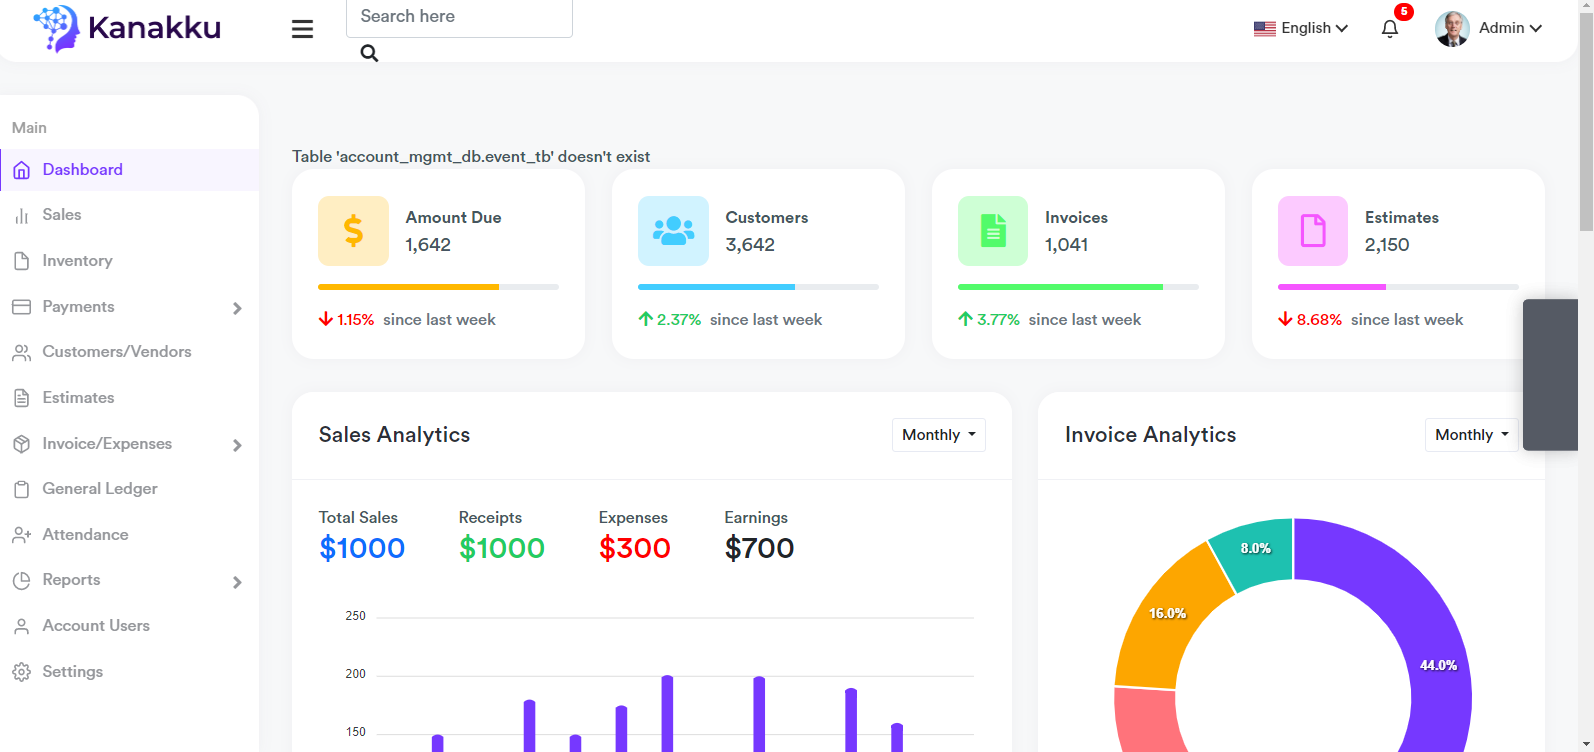 Kanakku
Search here
English
5
Admin
Main
Dashboard
Sales
Inventory
Payments
Customers/Vendors
Estimates
Invoice/Expenses
General Ledger
Attendance
Reports
Account Users
Settings
Table 'account_mgmt_db.event_tb' doesn't exist
Amount Due
1,642
1.15% since last week
Customers
3,642
2.37% since last week
Invoices
1,041
3.77% since last week
Estimates
2,150
8.68% since last week
Sales Analytics
Monthly
Total Sales
$1000
Receipts
$1000
Expenses
$300
Earnings
$700
250
200
150
Invoice Analytics
Monthly
8.0%
16.0%
44.0%